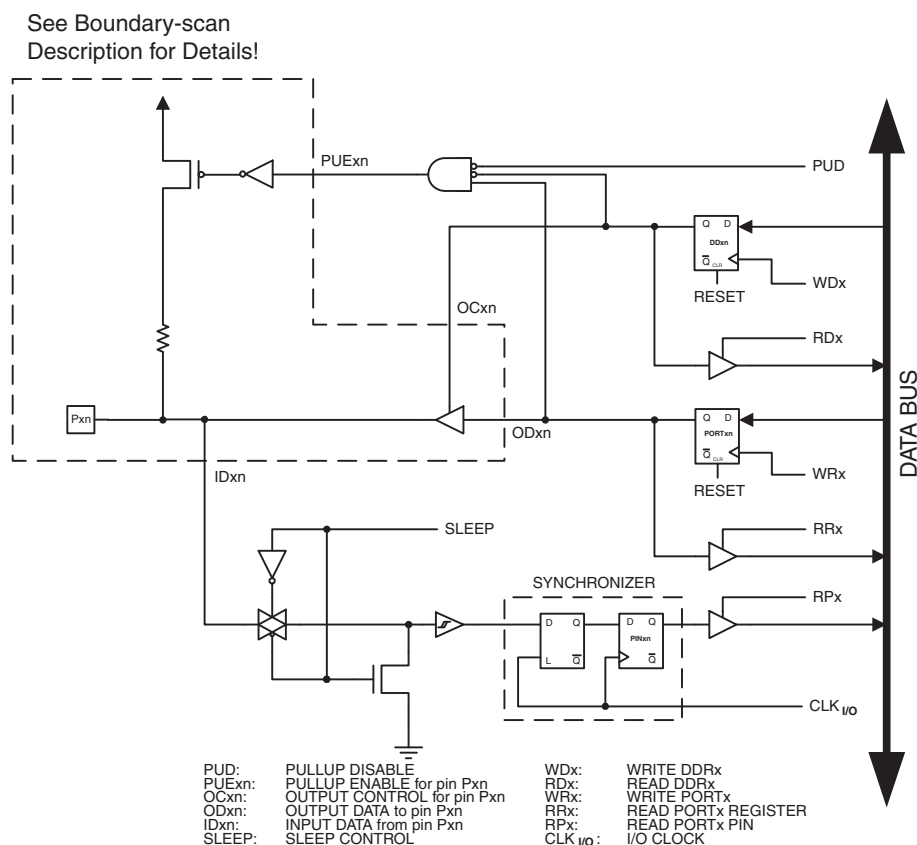 See Boundary-scan
Description for Details!
PUExn
PUD
Q D
DDxn
Q CLR
WDx
RESET
OCxn
RDx
Pxn
ODxn
Q D
PORTxn
Q CLR
WRx
RESET
IDxn
SLEEP
RRx
SYNCHRONIZER
RPx
D Q
L Q
D Q
PINxn
Q
CLK I/O
DATA BUS
PUD: PULLUP DISABLE
PUExn: PULLUP ENABLE for pin Pxn
OCxn: OUTPUT CONTROL for pin Pxn
ODxn: OUTPUT DATA to pin Pxn
IDxn: INPUT DATA from pin Pxn
SLEEP: SLEEP CONTROL
WDx: WRITE DDRx
RDx: READ DDRx
WRx: WRITE PORTx
RRx: READ PORTx REGISTER
RPx: READ PORTx PIN
CLK I/O: I/O CLOCK